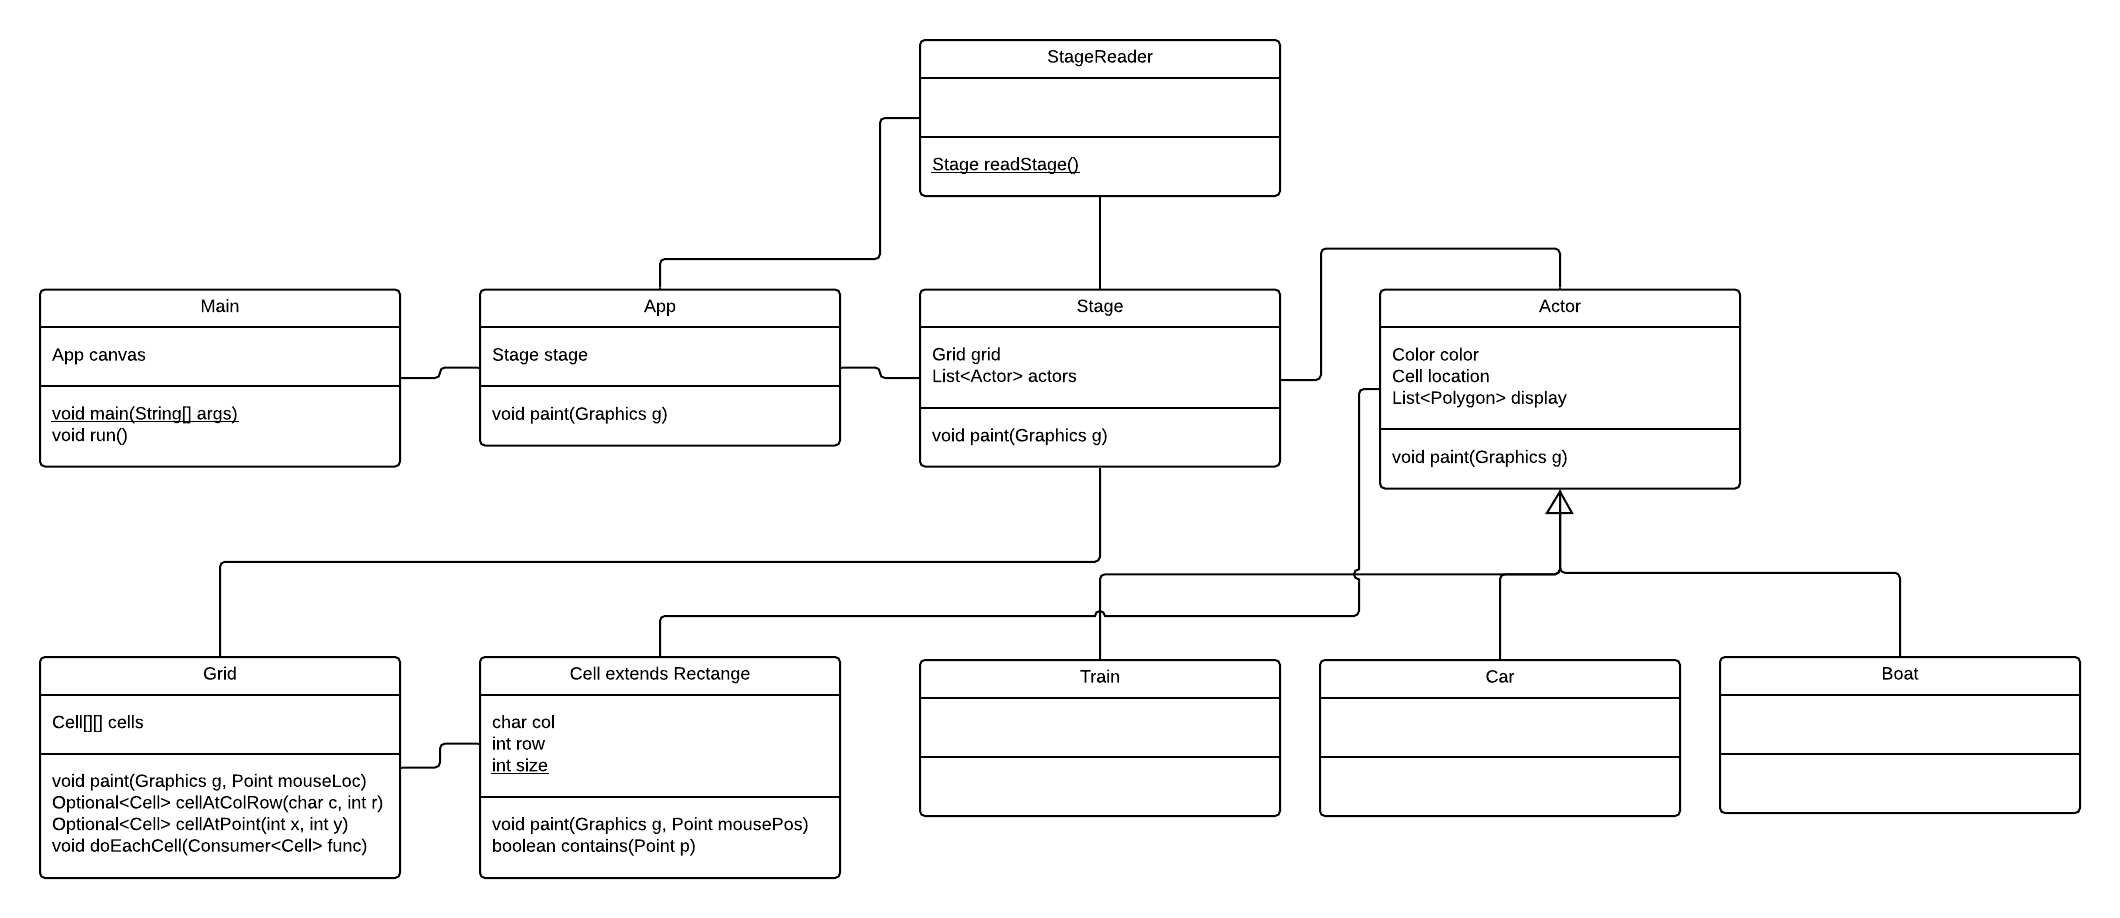 StageReader
Stage readStage()
Main
App canvas
void main(String[] args)
void run()
App
Stage stage
void paint(Graphics g)
Stage
Grid grid
List<Actor> actors
void paint(Graphics g)
Actor
Color color
Cell location
List<Polygon> display
void paint(Graphics g)
Grid
Cell[][] cells
void paint(Graphics g, Point mouseLoc)
Optional<Cell> cellAtColRow(char c, int r)
Optional<Cell> cellAtPoint(int x, int y)
void doEachCell(Consumer<Cell> func)
Cell extends Rectange
char col
int row
int size
void paint(Graphics g, Point mousePos)
boolean contains(Point p)
Train
Car
Boat